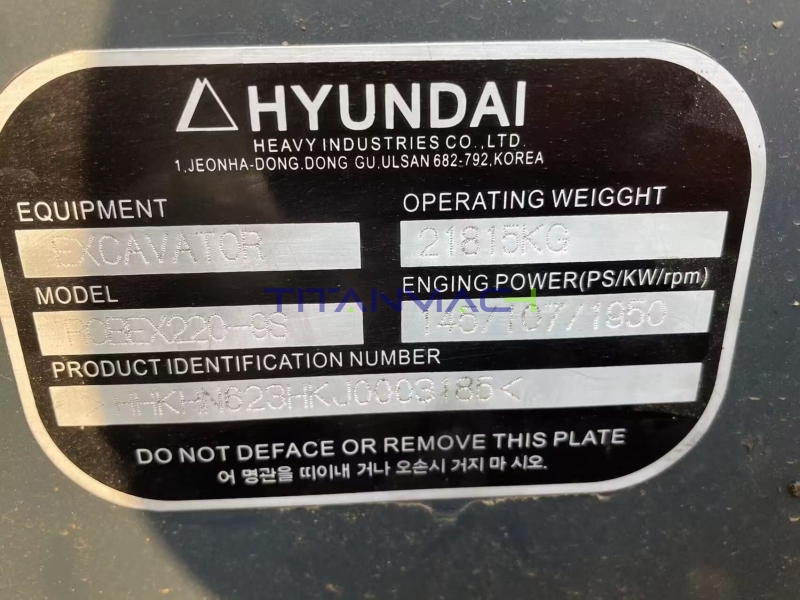 HYUNDAI
HEAVY INDUSTRIES CO.,LTD.
1,JEONHA-DONG.DONG GU,ULSAN 682-792,KOREA
EQUIPMENT
OPERATING WEIGGHT
EXCAVATOR
21815KG
MODEL
ENGING POWER(PS/KW/rpm)
TITANMACH
ROBEX220-9S
145/107/1950
PRODUCT IDENTIFICATION NUMBER
HHKHN623HKJ0003185<
DO NOT DEFACE OR REMOVE THIS PLATE
어 명관을 띠이내 거나 오손시 거지 마 시오.